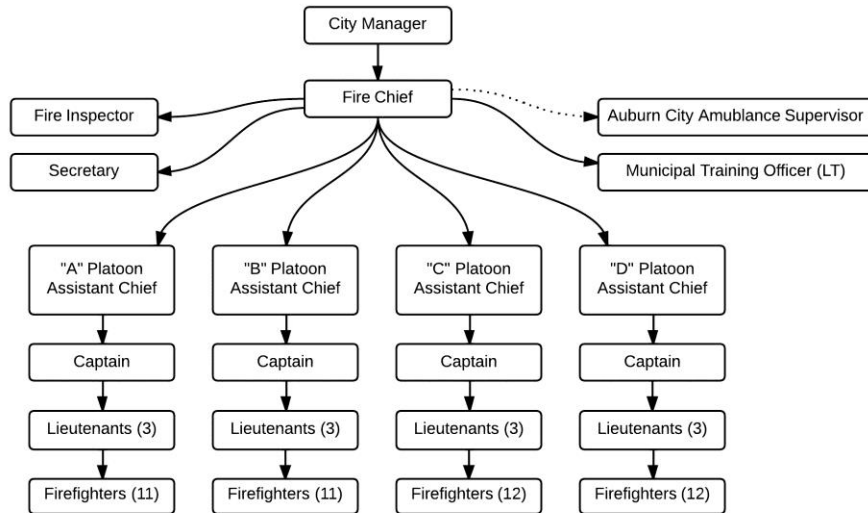 City Manager
Fire Chief
Fire Inspector
Auburn City Amublance Supervisor
Secretary
Municipal Training Officer (LT)
"A" Platoon
Assistant Chief
"B" Platoon
Assistant Chief
"C" Platoon
Assistant Chief
"D" Platoon
Assistant Chief
Captain
Captain
Captain
Captain
Lieutenants (3)
Lieutenants (3)
Lieutenants (3)
Lieutenants (3)
Firefighters (11)
Firefighters (11)
Firefighters (12)
Firefighters (12)